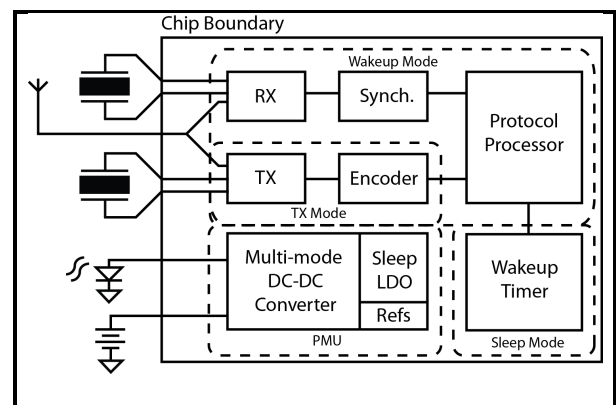 Chip Boundary
Wakeup Mode
RX
Synch.
Protocol
Processor
TX
Encoder
TX Mode
Multi-mode
DC-DC
Converter
Sleep
LDO
Refs
PMU
Wakeup
Timer
Sleep Mode